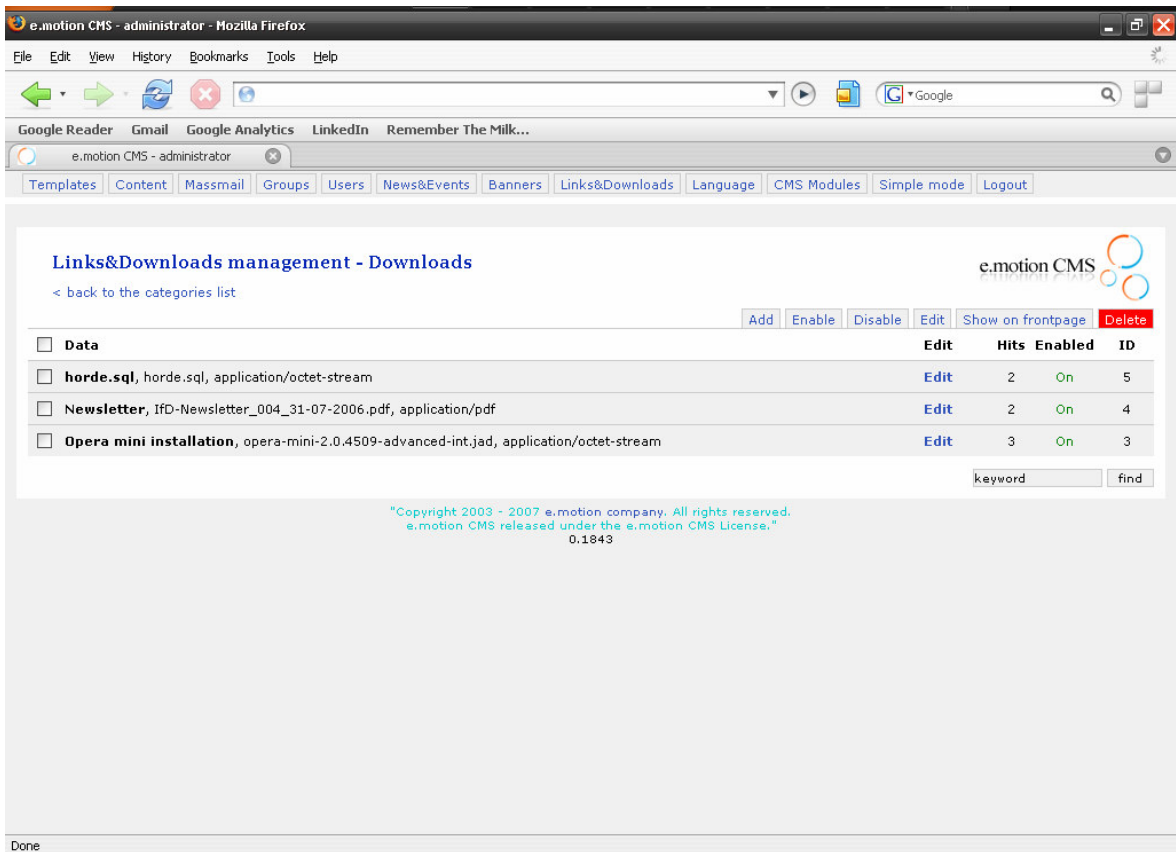 e.motion CMS - administrator - Mozilla Firefox
File Edit View History Bookmarks Tools Help
G Google
Google Reader Gmail Google Analytics LinkedIn Remember The Milk...
e.motion CMS - administrator
Templates Content Massmail Groups Users News&Events Banners Links&Downloads Language CMS Modules Simple mode Logout
Links&Downloads management - Downloads
e.motion CMS
< back to the categories list
Add Enable Disable Edit Show on frontpage Delete
Data Edit Hits Enabled ID
horde.sql, horde.sql, application/octet-stream Edit 2 On 5
Newsletter, IfD-Newsletter_004_31-07-2006.pdf, application/pdf Edit 2 On 4
Opera mini installation, opera-mini-2.0.4509-advanced-int.jad, application/octet-stream Edit 3 On 3
keyword find
"Copyright 2003 - 2007 e.motion company. All rights reserved.
e.motion CMS released under the e.motion CMS License."
0.1843
Done